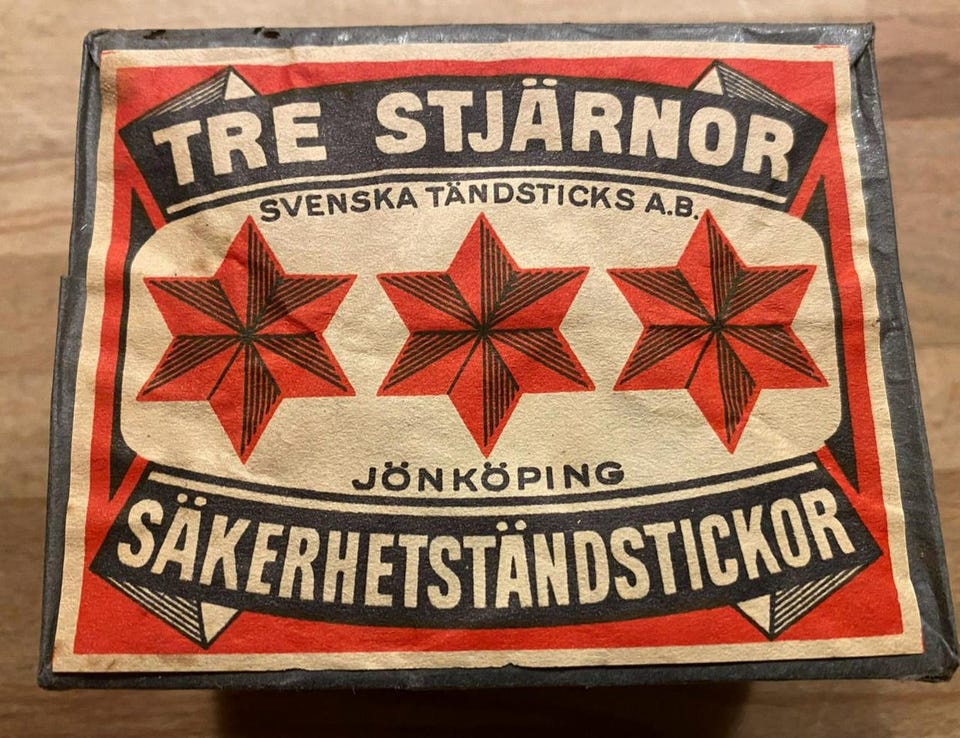 TRE STJÄRNOR
SVENSKA TÄNDSTICKS A.B.
JÖNKÖPING
SÄKERHETSTÄNDSTICKOR